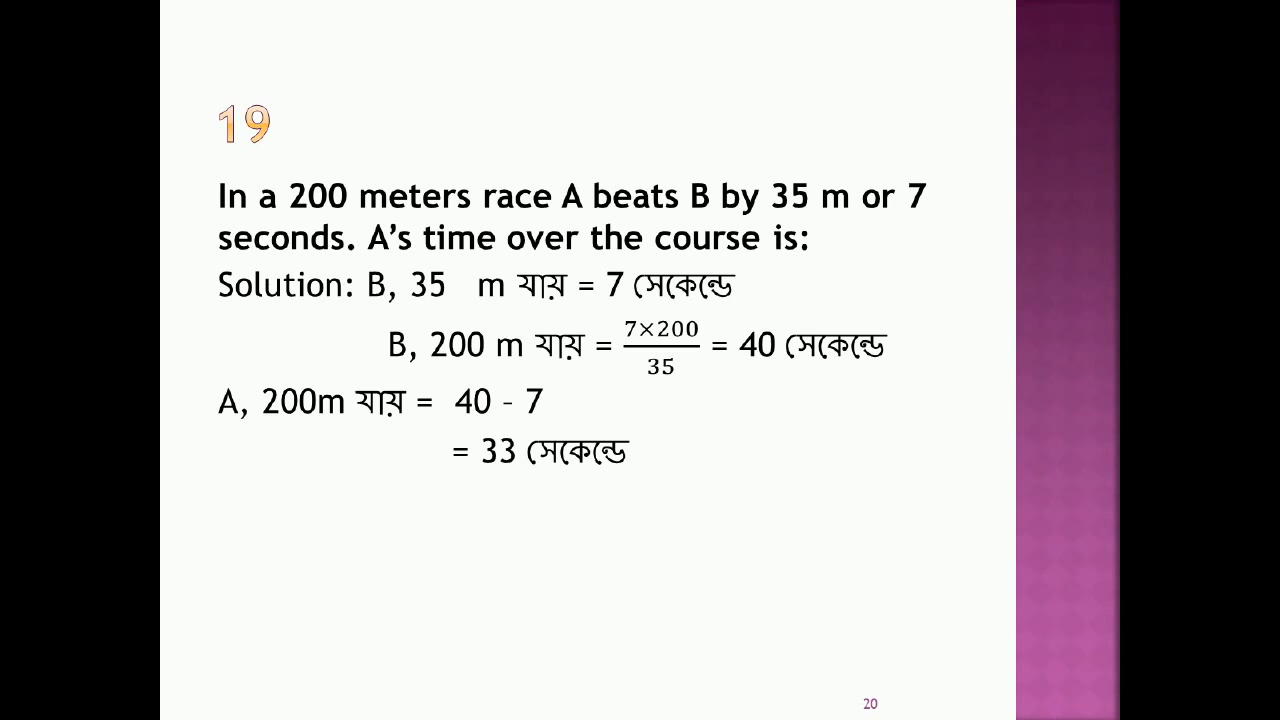 19
In a 200 meters race A beats B by 35 m or 7
seconds. A’s time over the course is:
Solution: B, 35 m যায় = 7 সেকেন্ডে
B, 200 m যায় = \frac{7×200}{35} = 40 সেকেন্ডে
A, 200m যায় = 40 - 7
= 33 সেকেন্ডে
20